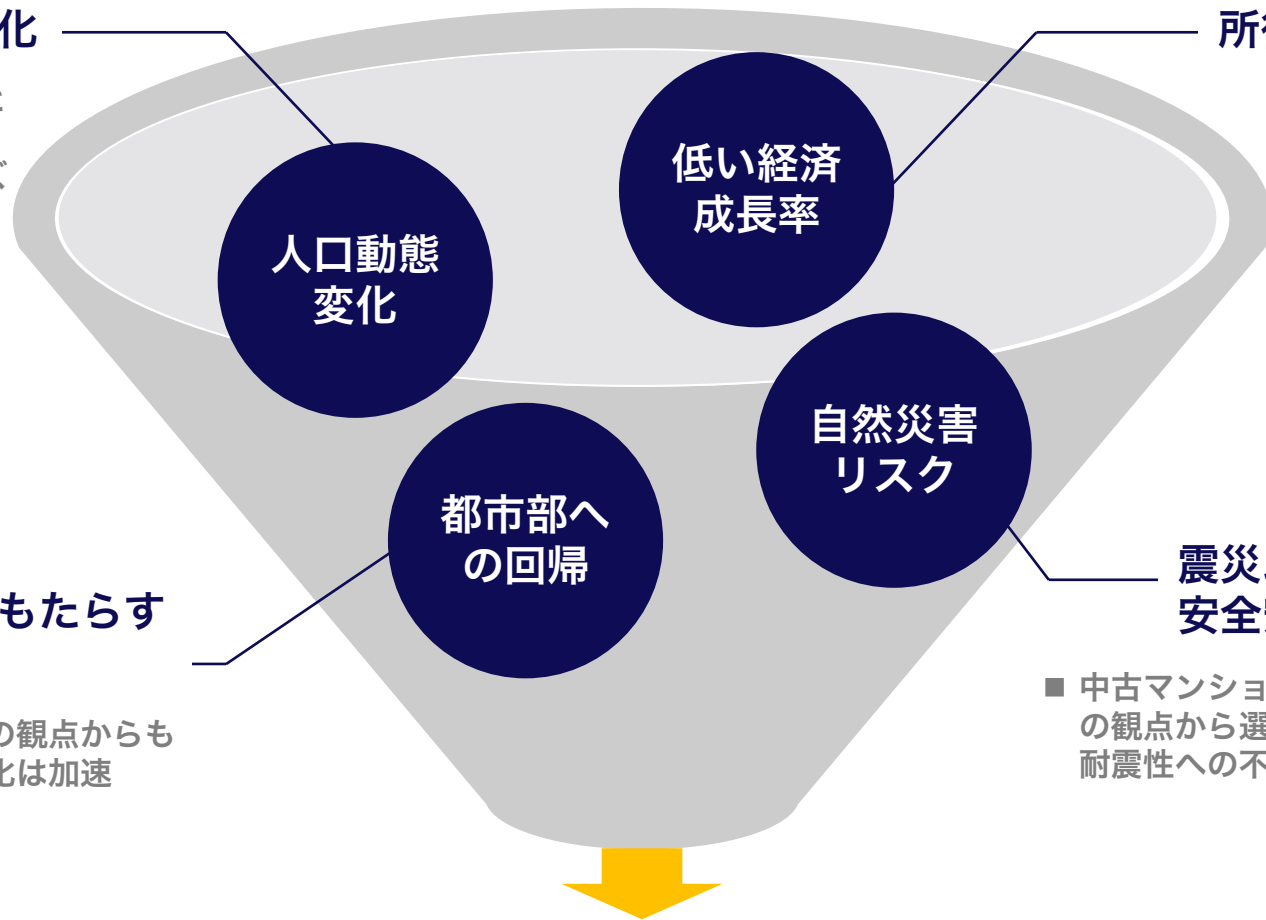 化
所
低い経済
成長率
人口動態
変化
自然災害
リスク
都市部へ
の回帰
もたらす
の観点からも
化は加速
震災
安全
中古マンショ
の観点から選
耐震性への不